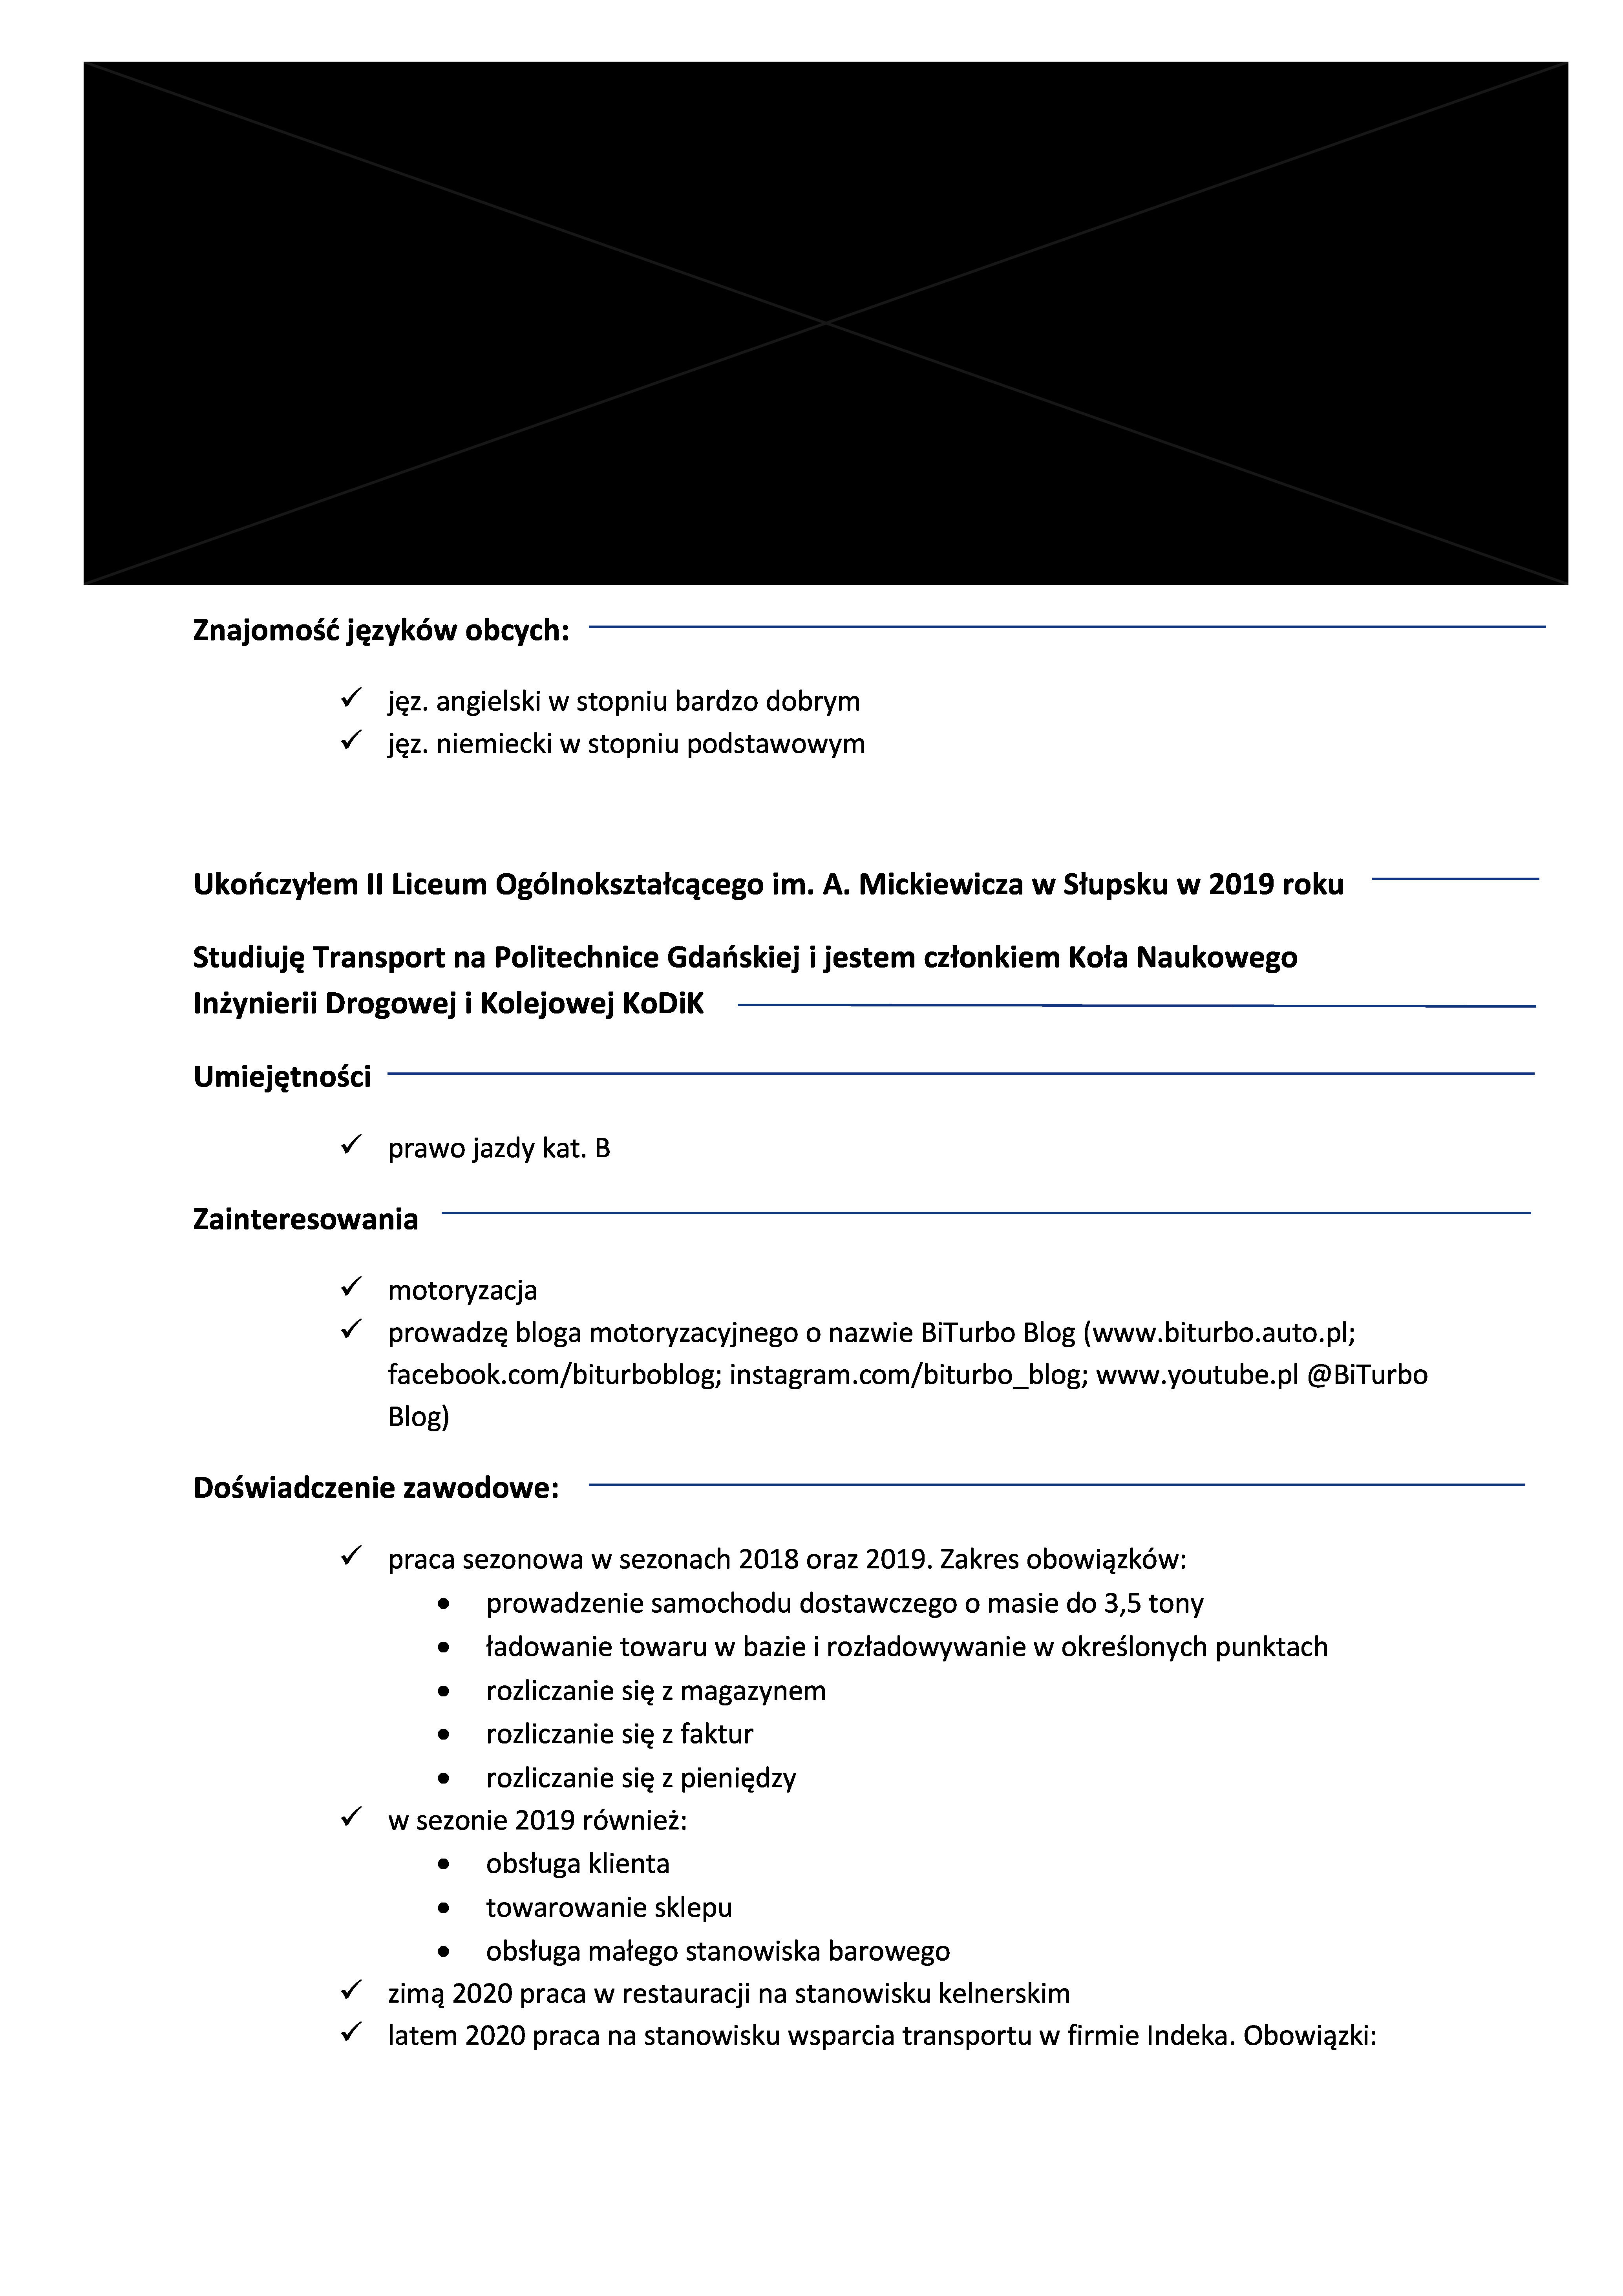 Znajomość języków obcych:
✓ jęz. angielski w stopniu bardzo dobrym
✓ jęz. niemiecki w stopniu podstawowym
Ukończyłem II Liceum Ogólnokształcącego im. A. Mickiewicza w Słupsku w 2019 roku
Studiuję Transport na Politechnice Gdańskiej i jestem członkiem Koła Naukowego
Inżynierii Drogowej i Kolejowej KoDiK
Umiejętności
✓ prawo jazdy kat. B
Zainteresowania
✓ motoryzacja
✓ prowadzę bloga motoryzacyjnego o nazwie BiTurbo Blog (www.biturbo.auto.pl;
facebook.com/biturboblog; instagram.com/biturbo_blog; www.youtube.pl @BiTurbo
Blog)
Doświadczenie zawodowe:
✓ praca sezonowa w sezonach 2018 oraz 2019. Zakres obowiązków:
• prowadzenie samochodu dostawczego o masie do 3,5 tony
• ładowanie towaru w bazie i rozładowywanie w określonych punktach
• rozliczanie się z magazynem
• rozliczanie się z faktur
• rozliczanie się z pieniędzy
✓ w sezonie 2019 również:
• obsługa klienta
• towarowanie sklepu
• obsługa małego stanowiska barowego
✓ zimą 2020 praca w restauracji na stanowisku kelnerskim
✓ latem 2020 praca na stanowisku wsparcia transportu w firmie Indeka. Obowiązki: